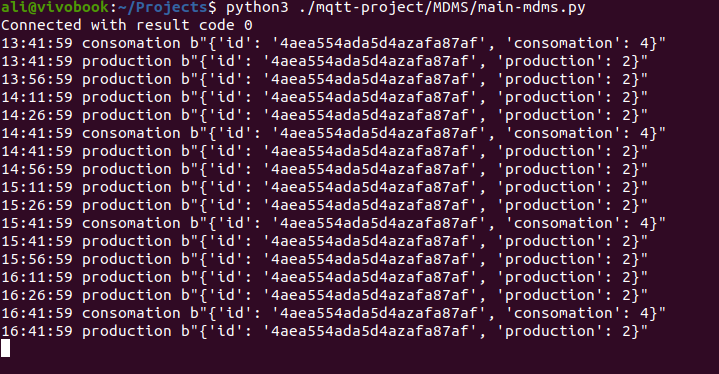 ali@vivobook:~/Projects$ python3 ./mqtt-project/MDMS/main-mdms.py
Connected with result code 0
13:41:59 consomation b"{'id': '4aea554ada5d4azafa87af', 'consomation': 4}"
13:41:59 production b"{'id': '4aea554ada5d4azafa87af', 'production': 2}"
13:56:59 production b"{'id': '4aea554ada5d4azafa87af', 'production': 2}"
14:11:59 production b"{'id': '4aea554ada5d4azafa87af', 'production': 2}"
14:26:59 production b"{'id': '4aea554ada5d4azafa87af', 'production': 2}"
14:41:59 consomation b"{'id': '4aea554ada5d4azafa87af', 'consomation': 4}"
14:41:59 production b"{'id': '4aea554ada5d4azafa87af', 'production': 2}"
14:56:59 production b"{'id': '4aea554ada5d4azafa87af', 'production': 2}"
15:11:59 production b"{'id': '4aea554ada5d4azafa87af', 'production': 2}"
15:26:59 production b"{'id': '4aea554ada5d4azafa87af', 'production': 2}"
15:41:59 consomation b"{'id': '4aea554ada5d4azafa87af', 'consomation': 4}"
15:41:59 production b"{'id': '4aea554ada5d4azafa87af', 'production': 2}"
15:56:59 production b"{'id': '4aea554ada5d4azafa87af', 'production': 2}"
16:11:59 production b"{'id': '4aea554ada5d4azafa87af', 'production': 2}"
16:26:59 production b"{'id': '4aea554ada5d4azafa87af', 'production': 2}"
16:41:59 consomation b"{'id': '4aea554ada5d4azafa87af', 'consomation': 4}"
16:41:59 production b"{'id': '4aea554ada5d4azafa87af', 'production': 2}"